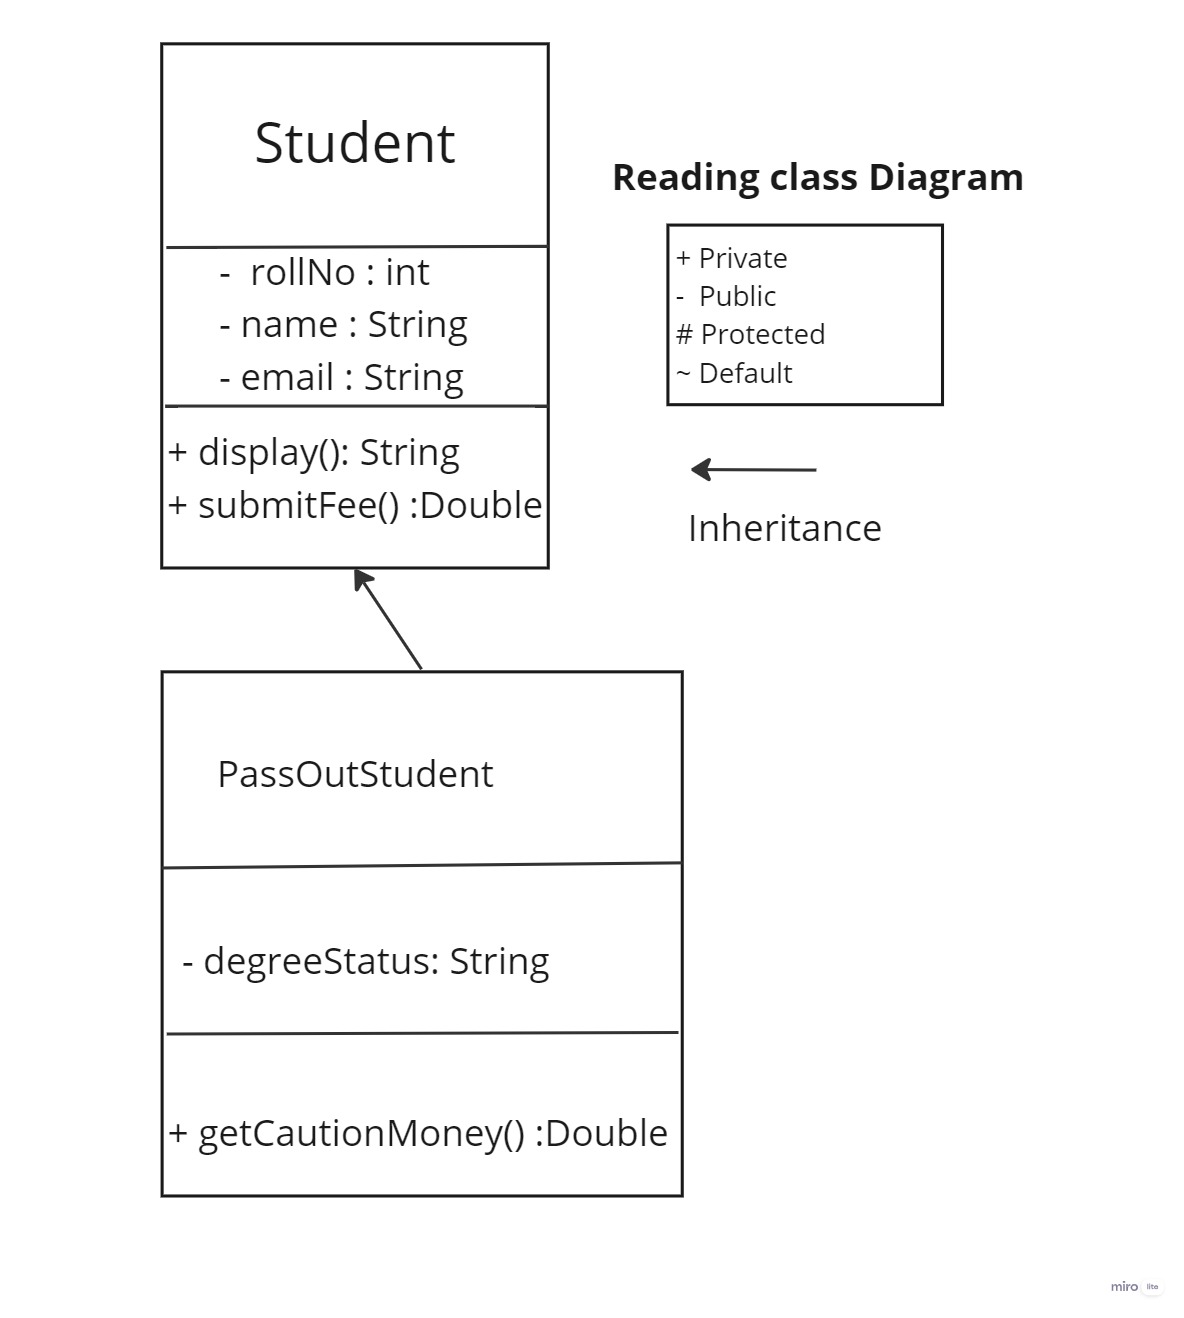 Student
- rollNo : int
- name : String
- email : String
+ display(): String
+ submitFee() :Double
Reading class Diagram
+ Private
- Public
# Protected
~ Default
Inheritance
PassOutStudent
- degreeStatus: String
+ getCautionMoney() :Double
miro lite